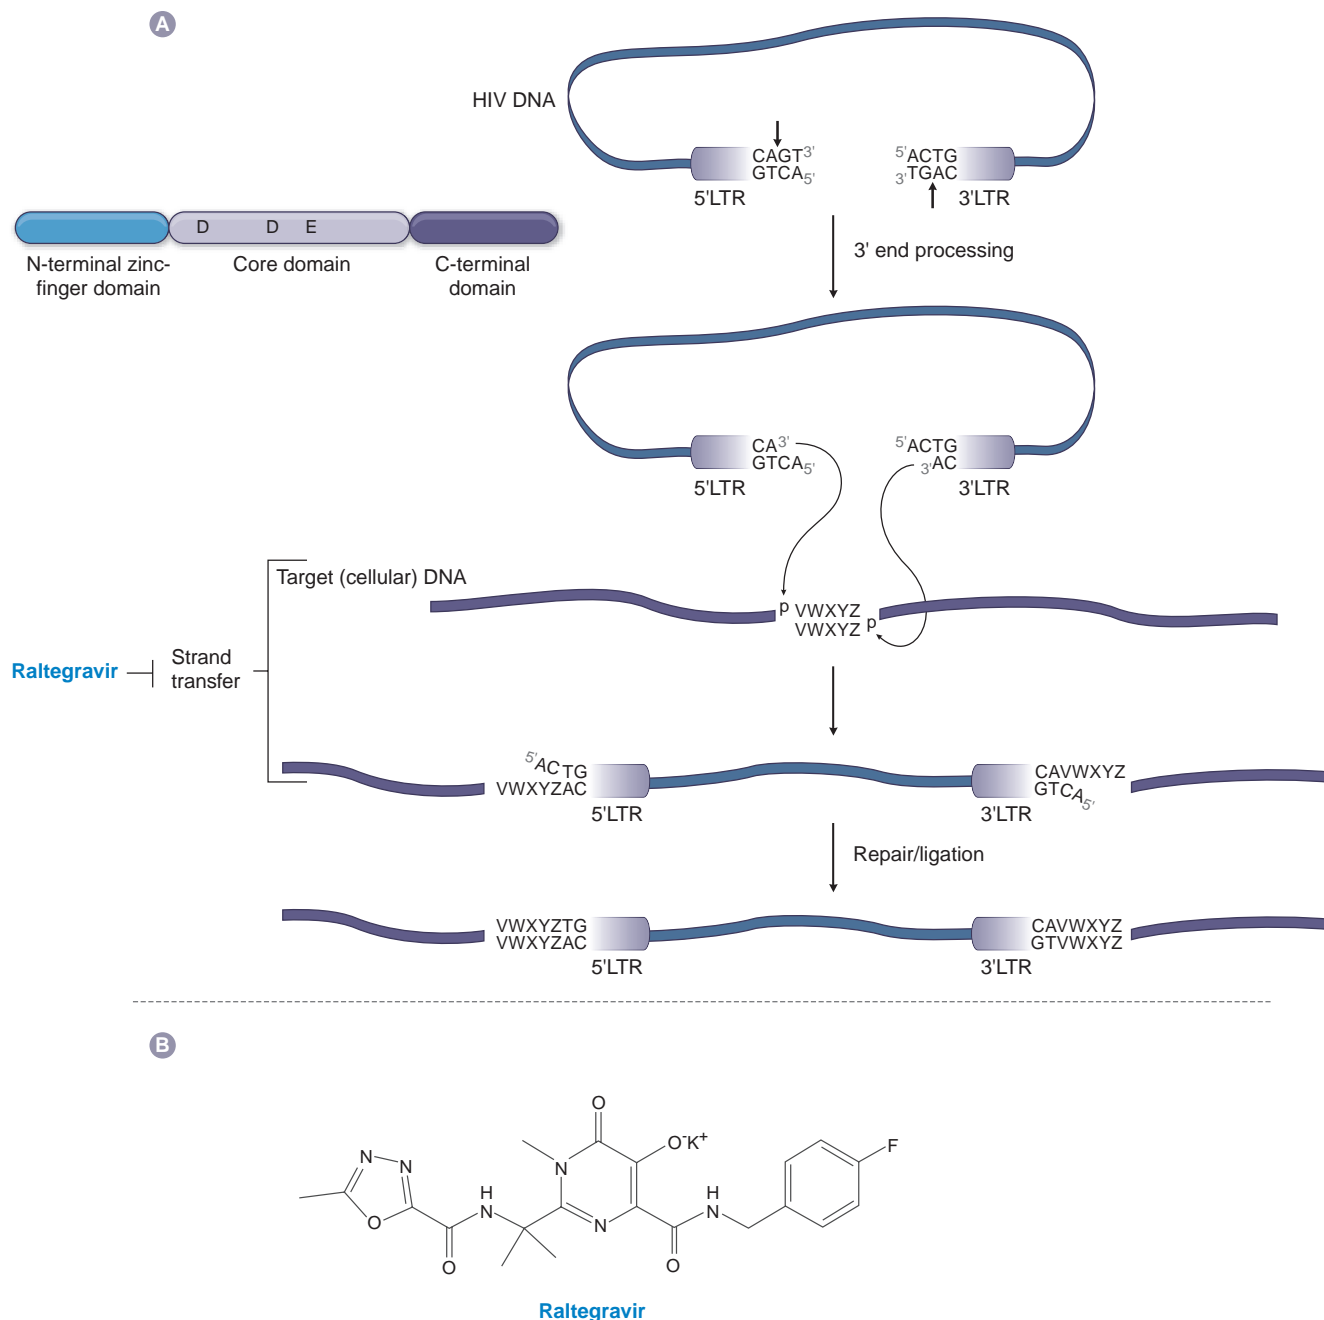 A
HIV DNA
CAGT3'
GTCA5'
5'ACTG
3'TGAC
5'LTR
3'LTR
D D E
N-terminal zinc-
finger domain
Core domain
C-terminal
domain
3' end processing
CA3'
GTCA5'
5'ACTG
3'AC
5'LTR
3'LTR
Target (cellular) DNA
p
VWXYZ
VWXYZ
p
Raltegravir
Strand
transfer
5'ACTG
VWXYZAC
5'LTR
CAVWXYZ
GTCA5'
3'LTR
Repair/ligation
VWXYZTG
VWXYZAC
5'LTR
CAVWXYZ
GTVWXYZ
3'LTR
B
O
O-K+
N
N
N
O
H
N
O
N
H
N
O
F
Raltegravir